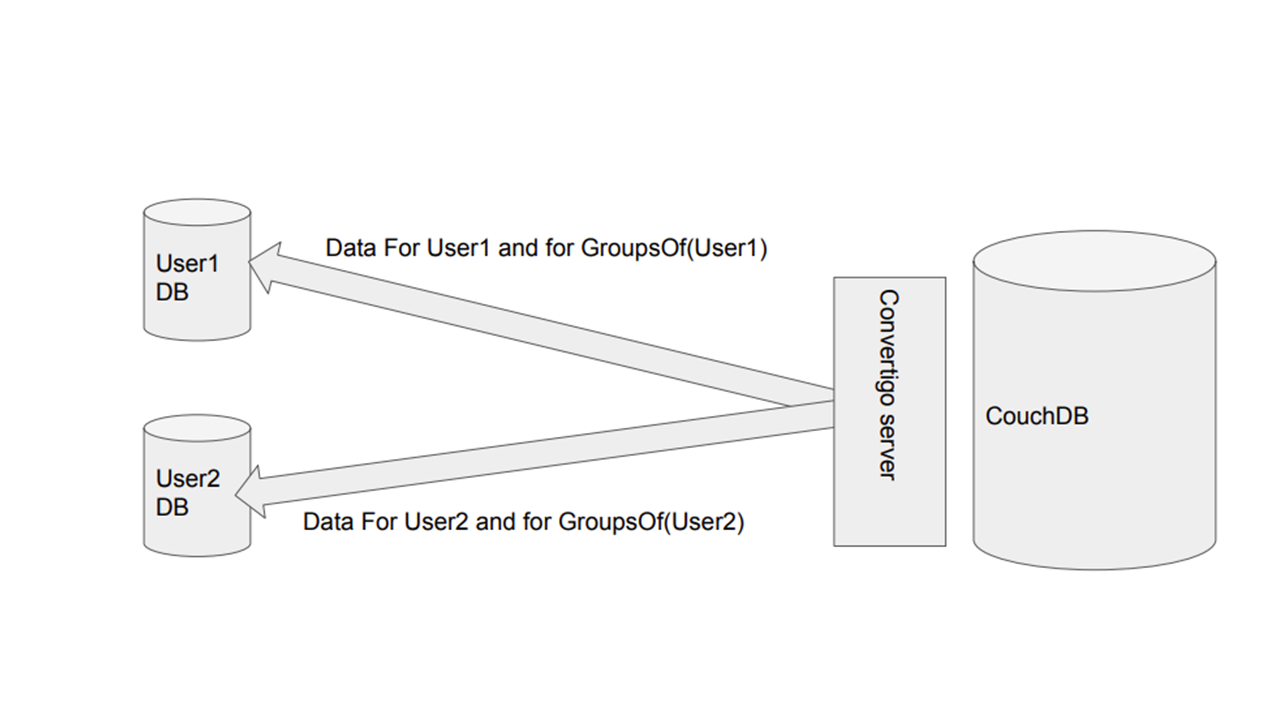 User1
DB
Data For User1 and for GroupsOf(User1)
Convertigo server
CouchDB
User2
DB
Data For User2 and for GroupsOf(User2)